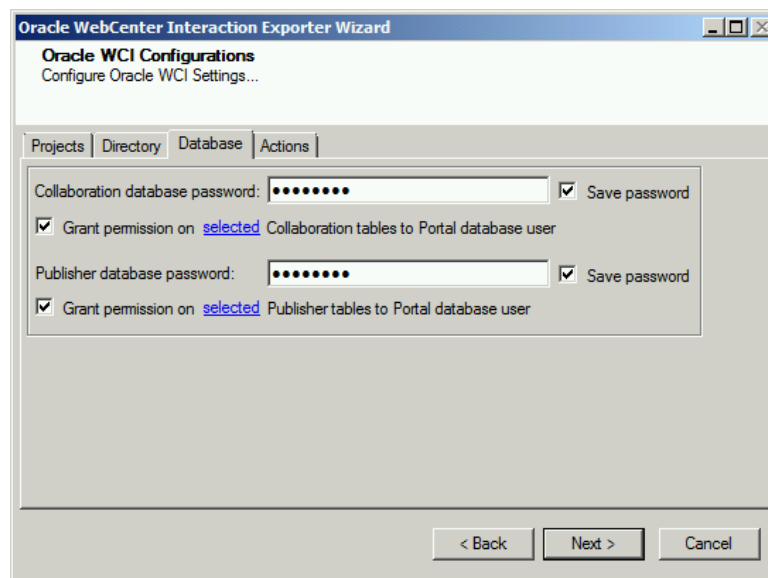 Oracle WebCenter Interaction Exporter Wizard
Oracle WCI Configurations
Configure Oracle WCI Settings...
Projects Directory Database Actions
Collaboration database password: ●●●●●●●● Save password
Grant permission on selected Collaboration tables to Portal database user
Publisher database password: ●●●●●●●● Save password
Grant permission on selected Publisher tables to Portal database user
< Back Next > Cancel